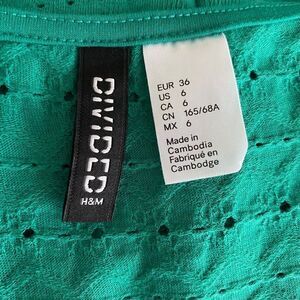 DIVIDED
H&M
EUR 36
US 6
CA 6
CN 165/68A
MX 6
Made in
Cambodia
Fabriqué en
Cambodge